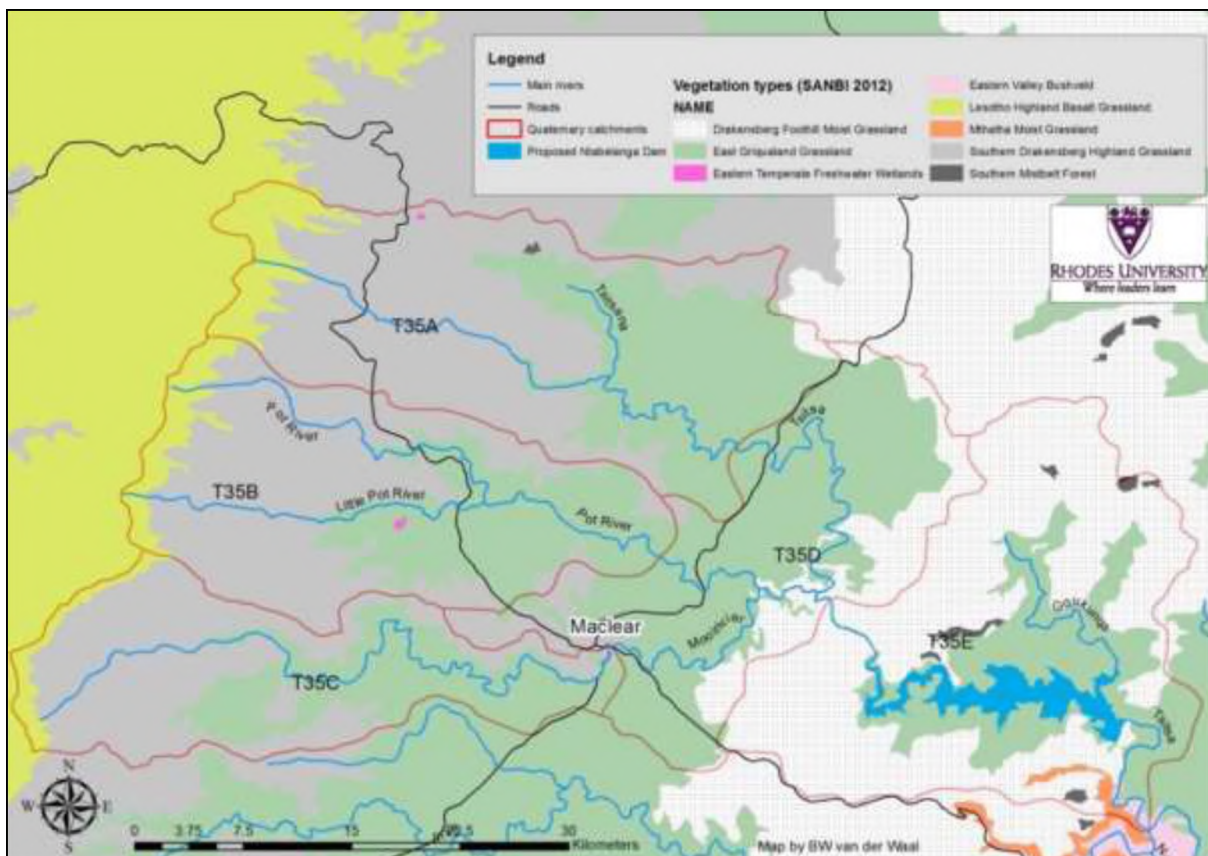 Legend
Main rivers
Roads
Quaternary catchments
Proposed Ntabelanga Dam
Vegetation types (SANBI 2012)
NAME
Drakensberg Foothill Moist Grassland
East Griqualand Grassland
Eastern Temperate Freshwater Wetlands
Eastern Valley Bushveld
Lesotho Highland Basalt Grassland
Mthatha Moist Grassland
Southern Drakensberg Highland Grassland
Southern Mistbelt Forest
RHODES UNIVERSITY
Where leaders learn
T35A
Tsitsa
Pot River
T35B
Little Pot River
Pot River
T35D
Maclear
T35E
T35C
Tsitsa
N
W
E
S
0 3.75 7.5 15 22.5 30
Kilometers
Map by BW van der Waal